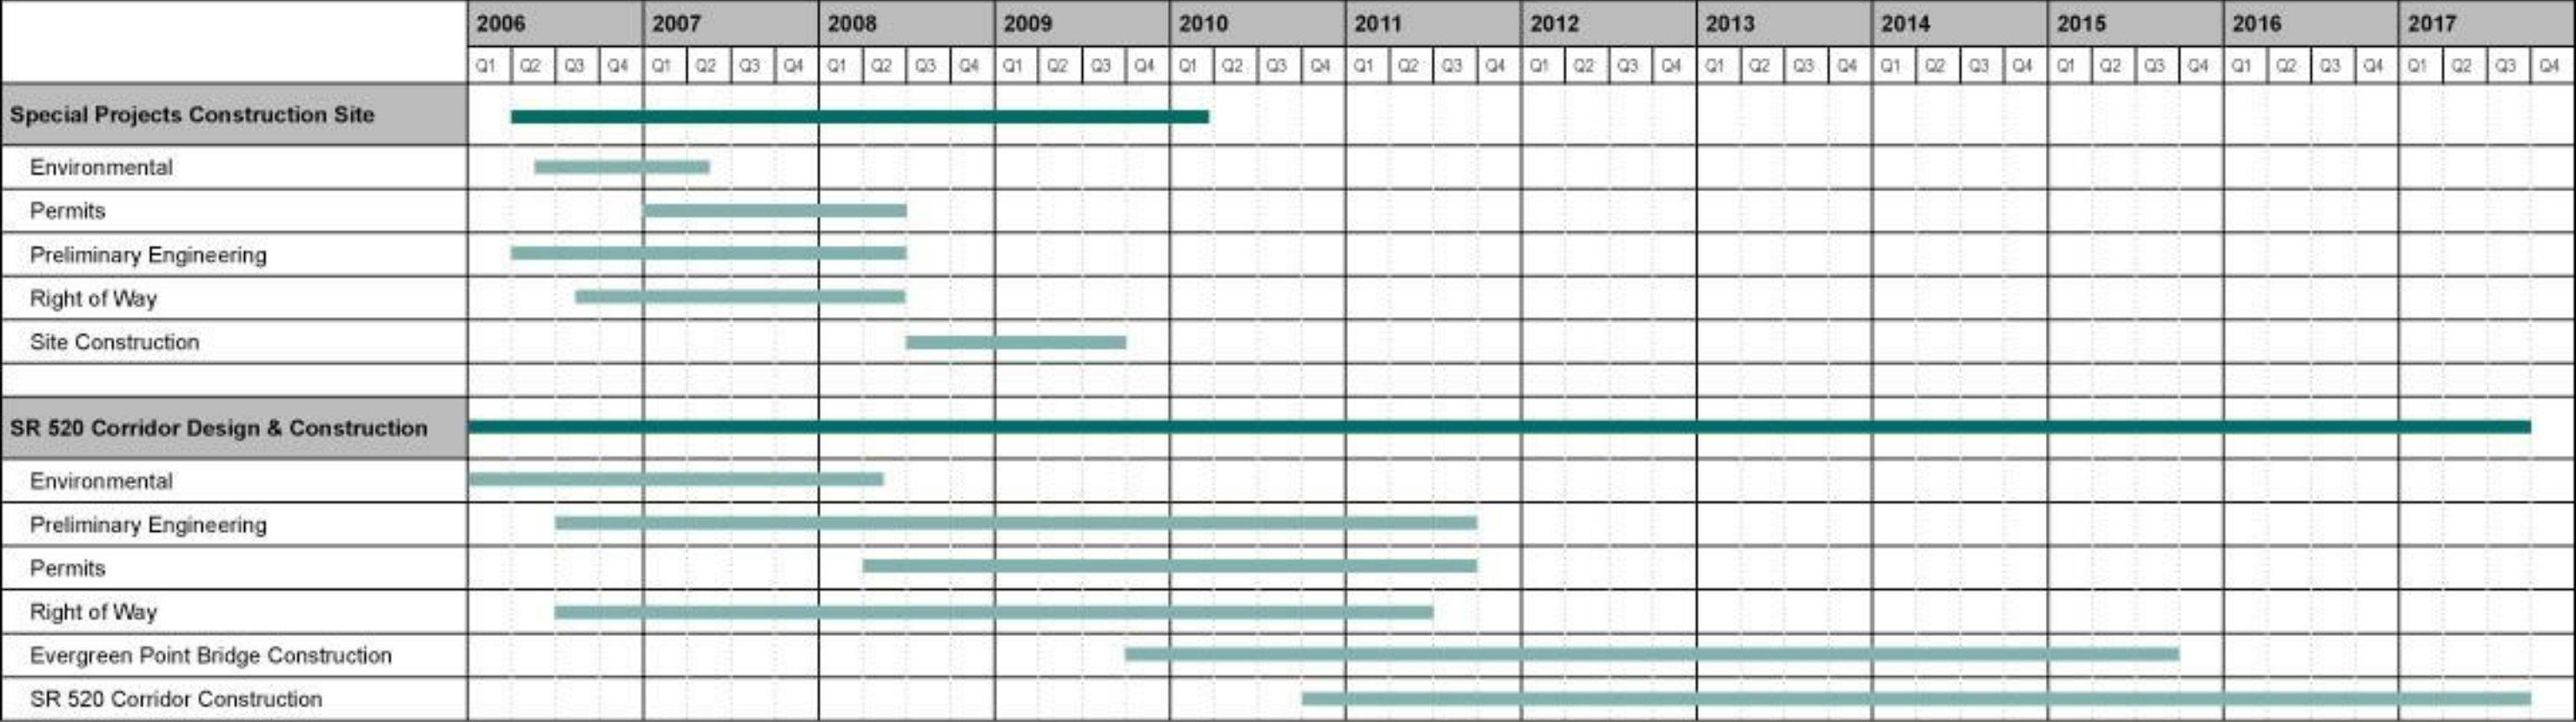 2006 2007 2008 2009 2010 2011 2012 2013 2014 2015 2016 2017
Q1 Q2 Q3 Q4 Q1 Q2 Q3 Q4 Q1 Q2 Q3 Q4 Q1 Q2 Q3 Q4 Q1 Q2 Q3 Q4 Q1 Q2 Q3 Q4 Q1 Q2 Q3 Q4 Q1 Q2 Q3 Q4 Q1 Q2 Q3 Q4 Q1 Q2 Q3 Q4 Q1 Q2 Q3 Q4 Q1 Q2 Q3 Q4
Special Projects Construction Site
Environmental
Permits
Preliminary Engineering
Right of Way
Site Construction
SR 520 Corridor Design & Construction
Environmental
Preliminary Engineering
Permits
Right of Way
Evergreen Point Bridge Construction
SR 520 Corridor Construction